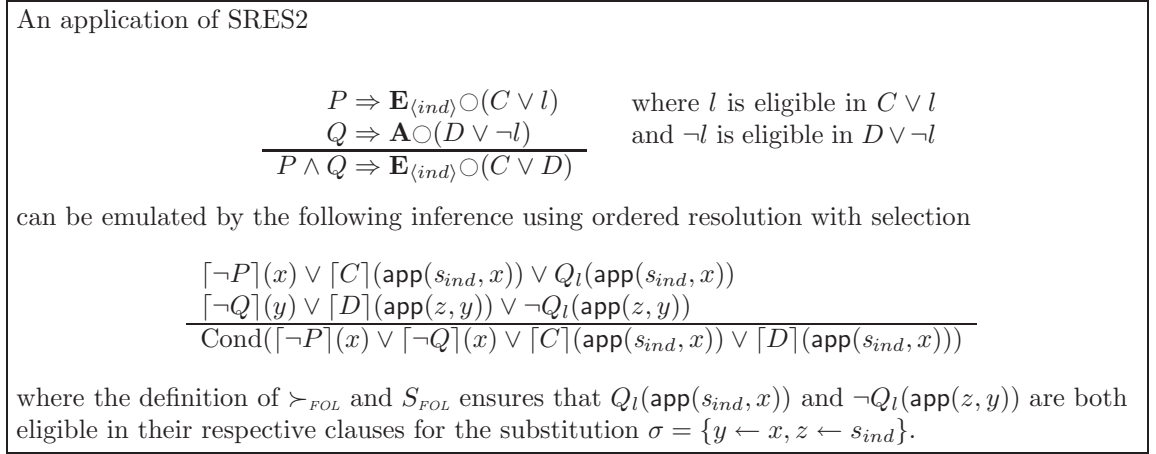 An application of SRES2
P ⇒ E⟨ind⟩○(C ∨ l) where l is eligible in C ∨ l
Q ⇒ A○(D ∨ ¬l) and ¬l is eligible in D ∨ ¬l
P ∧ Q ⇒ E⟨ind⟩○(C ∨ D)
can be emulated by the following inference using ordered resolution with selection
⌈¬P⌉(x) ∨ ⌈C⌉(app(s_ind, x)) ∨ Q_l(app(s_ind, x))
⌈¬Q⌉(y) ∨ ⌈D⌉(app(z, y)) ∨ ¬Q_l(app(z, y))
Cond(⌈¬P⌉(x) ∨ ⌈¬Q⌉(x) ∨ ⌈C⌉(app(s_ind, x)) ∨ ⌈D⌉(app(s_ind, x)))
where the definition of ≻_FOL and S_FOL ensures that Q_l(app(s_ind, x)) and ¬Q_l(app(z, y)) are both
eligible in their respective clauses for the substitution σ = {y ← x, z ← s_ind}.